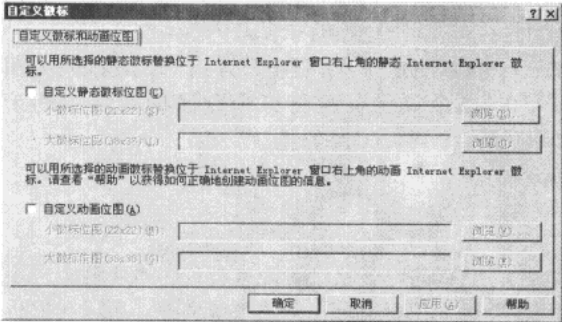 自定义徽标
自定义徽标和动画位图
可以用所选择的静态徽标替换位于 Internet Explorer 窗口右上角的静态 Internet Explorer 徽
标。
自定义静态徽标位图(C)
小徽标位图(22x22)(S):
浏览(B)...
大徽标位图(38x38)(L):
浏览(O)...
可以用所选择的动画徽标替换位于 Internet Explorer 窗口右上角的动画 Internet Explorer 徽
标。请查看“帮助”以获得如何正确地创建动画位图的信息。
自定义动画位图(A)
小徽标位图(22x22)
浏览
大徽标位图(38x38)
浏览
确定 取消 应用(A) 帮助